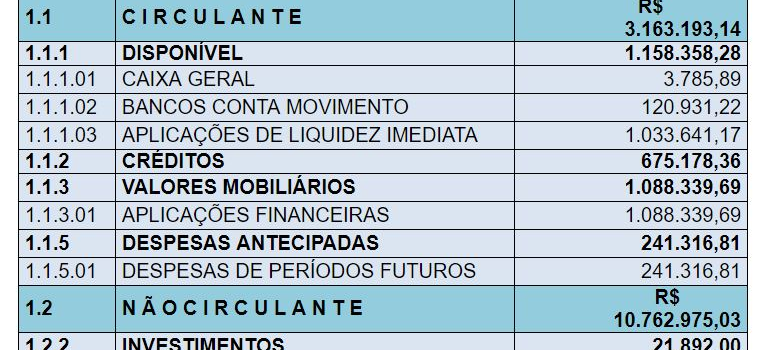 1.1 C I R C U L A N T E R$ 3.163.193,14
1.1.1 DISPONÍVEL 1.158.358,28
1.1.1.01 CAIXA GERAL 3.785,89
1.1.1.02 BANCOS CONTA MOVIMENTO 120.931,22
1.1.1.03 APLICAÇÕES DE LIQUIDEZ IMEDIATA 1.033.641,17
1.1.2 CRÉDITOS 675.178,36
1.1.3 VALORES MOBILIÁRIOS 1.088.339,69
1.1.3.01 APLICAÇÕES FINANCEIRAS 1.088.339,69
1.1.5 DESPESAS ANTECIPADAS 241.316,81
1.1.5.01 DESPESAS DE PERÍODOS FUTUROS 241.316,81
1.2 N Ã O C I R C U L A N T E R$ 10.762.975,03
1.2.2 INVESTIMENTOS 21.892,00